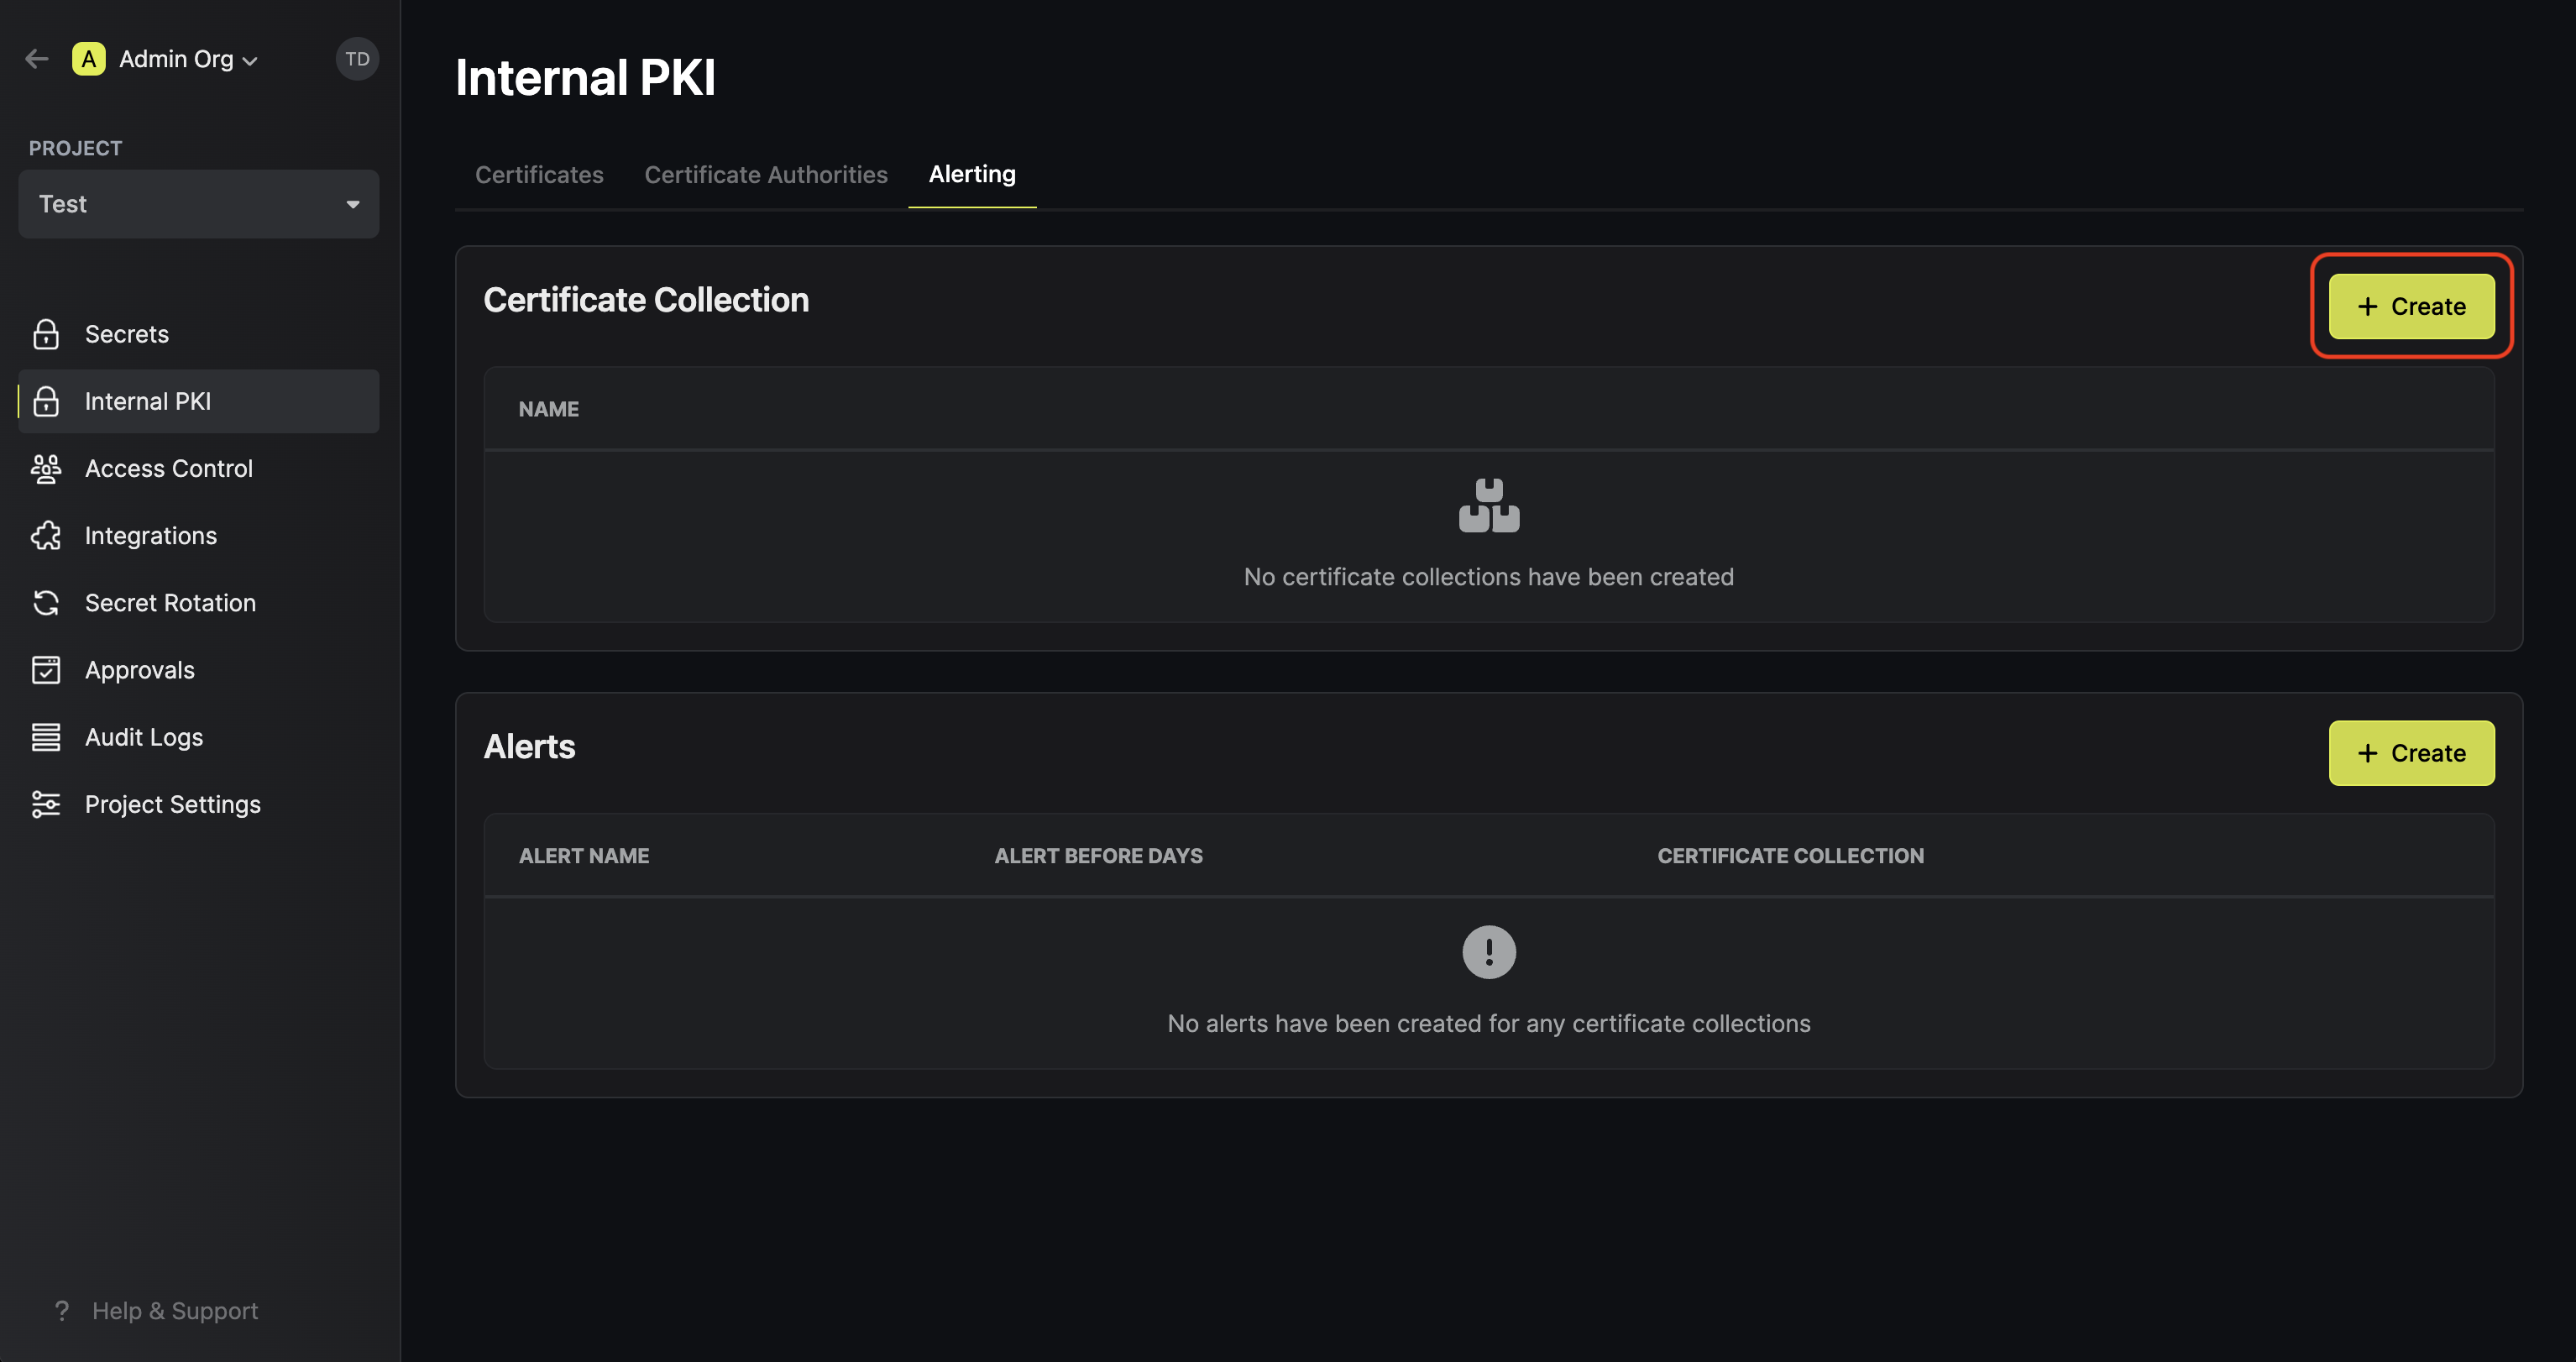 A Admin Org
TD
PROJECT
Test
Secrets
Internal PKI
Access Control
Integrations
Secret Rotation
Approvals
Audit Logs
Project Settings
? Help & Support
Internal PKI
Certificates Certificate Authorities Alerting
Certificate Collection
+ Create
NAME
No certificate collections have been created
Alerts
+ Create
ALERT NAME ALERT BEFORE DAYS CERTIFICATE COLLECTION
No alerts have been created for any certificate collections